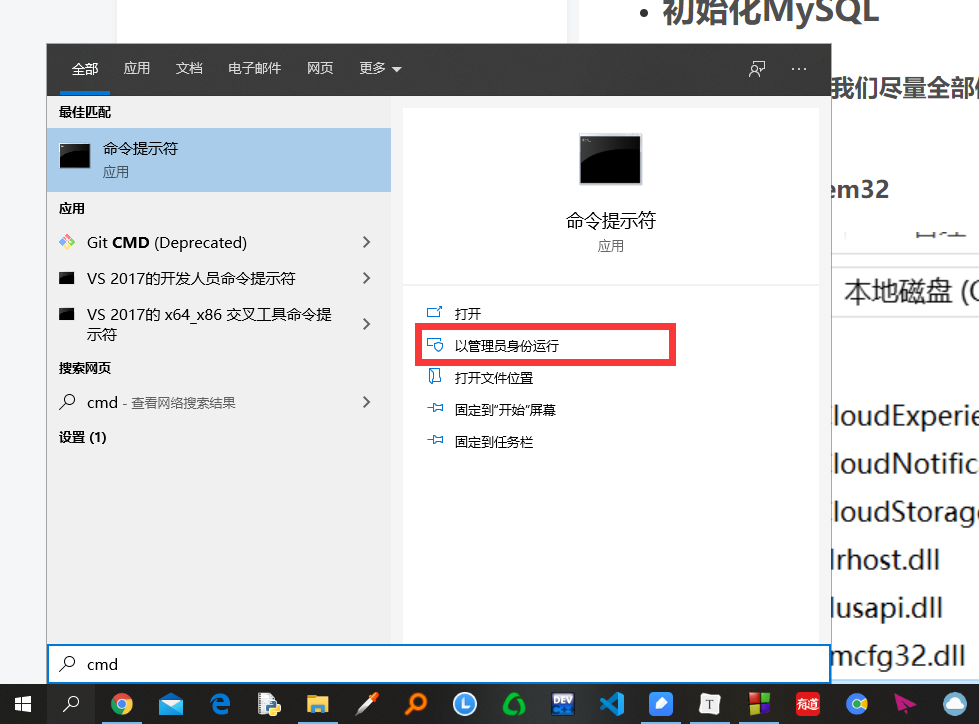 初始化MySQL
全部 应用 文档 电子邮件 网页 更多
我们尽量全部
最佳匹配
命令提示符
应用
应用
Git CMD (Deprecated)
VS 2017的开发人员命令提示符
VS 2017的 x64_x86 交叉工具命令提
示符
搜索网页
cmd - 查看网络搜索结果
设置 (1)
命令提示符
应用
打开
以管理员身份运行
打开文件位置
固定到"开始"屏幕
固定到任务栏
em32
本地磁盘 (C
CloudExperie
CloudNotific
CloudStorage
lrhost.dll
lusapi.dll
mcfg32.dll
cmd
DEV
T
有道